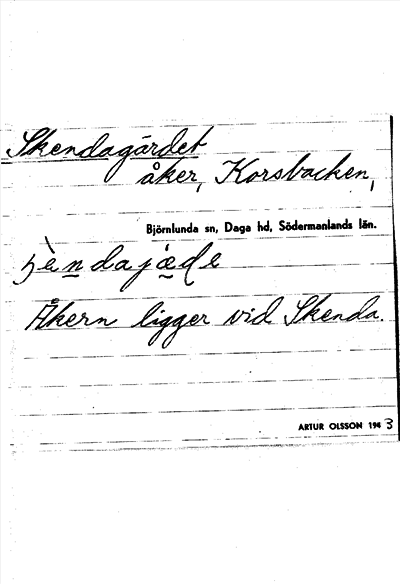 Skendagärdet
åker, Korsbacken,
Björnlunda sn, Daga hd, Södermanlands län.
Åkern ligger vid Skenda.
ARTUR OLSSON 1943